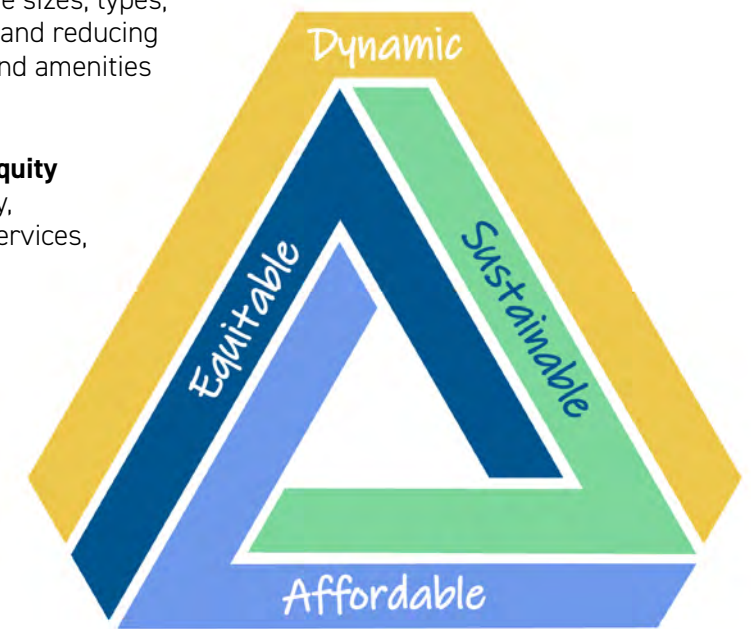 e sizes, types,
and reducing
nd amenities
quity
y,
ervices,
Dynamic
Equitable
Sustainable
Affordable